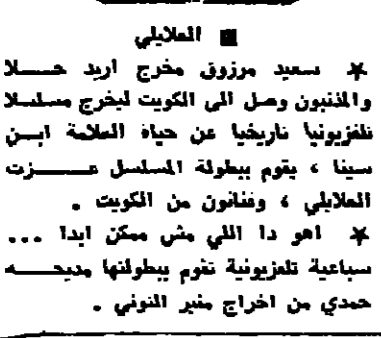 ■ العلايلي
* سعيد مرزوق مخرج اريد حلا
والمذنبون وصل الى الكويت ليخرج مسلسلا
تلفزيونيا تاريخيا عن حياة العلامة ابن
سينا ، يقوم ببطولة المسلسل عزت
العلايلي ، وفنانون من الكويت .
* اهو دا اللي مش ممكن ابدا ...
سباعية تلفزيونية تقوم ببطولتها مديحه
حمدي من اخراج منير التوني .